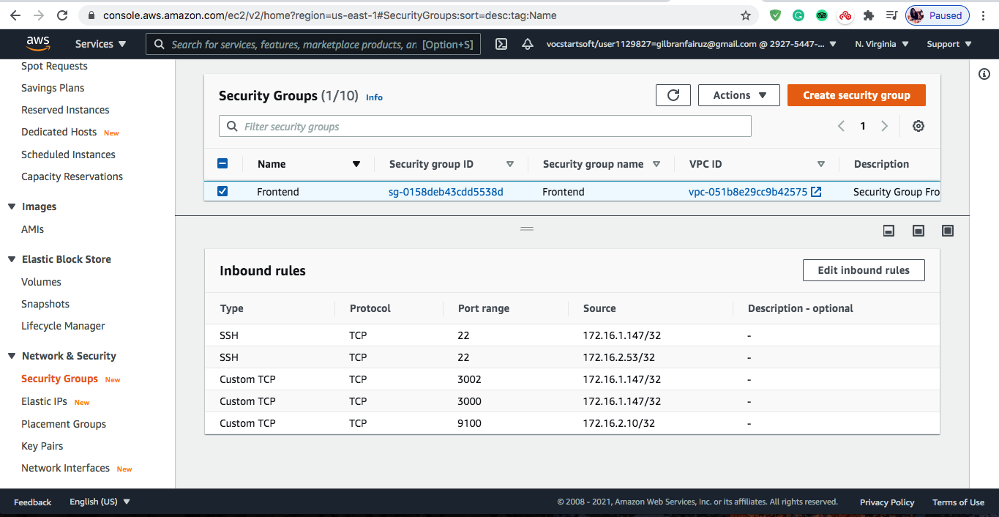 console.aws.amazon.com/ec2/v2/home?region=us-east-1#SecurityGroups:sort=desc:tag:Name
Paused
aws
Services
Search for services, features, marketplace products, an [Option+S]
vocstartsoft/user1129827=gilbranfairuz@gmail.com @ 2927-5447-...
N. Virginia
Support
Spot Requests
Savings Plans
Reserved Instances
Dedicated Hosts New
Scheduled Instances
Capacity Reservations
Images
AMIs
Elastic Block Store
Volumes
Snapshots
Lifecycle Manager
Network & Security
Security Groups New
Elastic IPs New
Placement Groups
Key Pairs
Network Interfaces New
Security Groups (1/10) Info
Actions
Create security group
Filter security groups
1
Name Security group ID Security group name VPC ID Description
Frontend sg-0158deb43cdd5538d Frontend vpc-051b8e29cc9b42575 Security Group Fro
Inbound rules
Edit inbound rules
Type Protocol Port range Source Description - optional
SSH TCP 22 172.16.1.147/32 -
SSH TCP 22 172.16.2.53/32 -
Custom TCP TCP 3002 172.16.1.147/32 -
Custom TCP TCP 3000 172.16.1.147/32 -
Custom TCP TCP 9100 172.16.2.10/32 -
Feedback
English (US)
© 2008 - 2021, Amazon Web Services, Inc. or its affiliates. All rights reserved.
Privacy Policy
Terms of Use